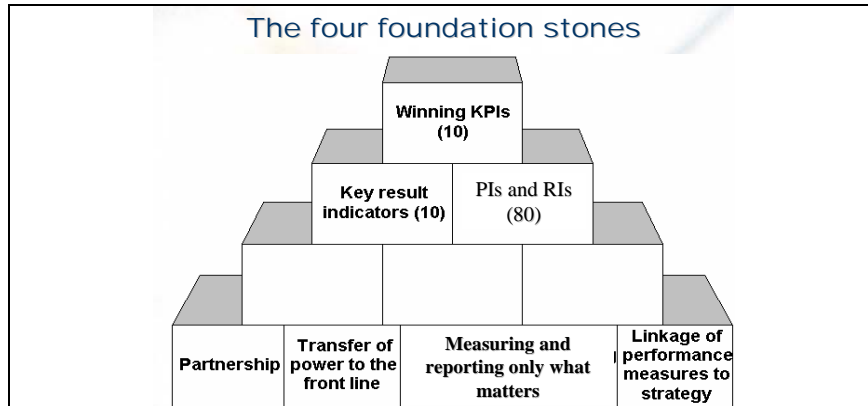 The four foundation stones
Winning KPIs
(10)
Key result
indicators (10)
PIs and RIs
(80)
Partnership
Transfer of
power to the
front line
Measuring and
reporting only what
matters
Linkage of
performance
measures to
strategy